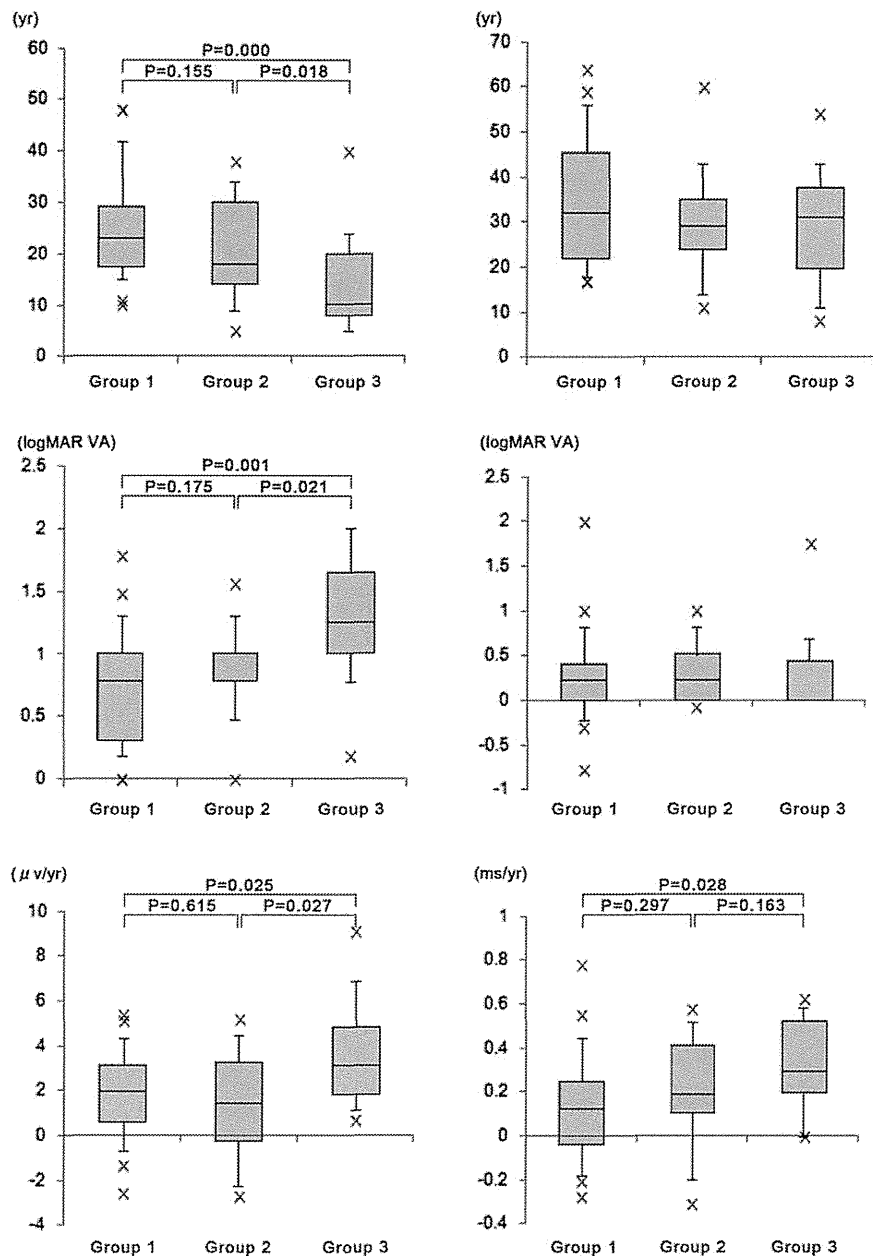 (yr)
P=0.000
P=0.155 P=0.018
60
50
40
30
20
10
0
Group 1 Group 2 Group 3
(yr)
70
60
50
40
30
20
10
0
Group 1 Group 2 Group 3
(logMAR VA)
P=0.001
P=0.175 P=0.021
2.5
2
1.5
1
0.5
0
Group 1 Group 2 Group 3
(logMAR VA)
2.5
2
1.5
1
0.5
0
-0.5
-1
Group 1 Group 2 Group 3
(μv/yr)
P=0.025
P=0.615 P=0.027
10
8
6
4
2
0
-2
-4
Group 1 Group 2 Group 3
(ms/yr)
P=0.028
P=0.297 P=0.163
1
0.8
0.6
0.4
0.2
0
-0.2
-0.4
Group 1 Group 2 Group 3